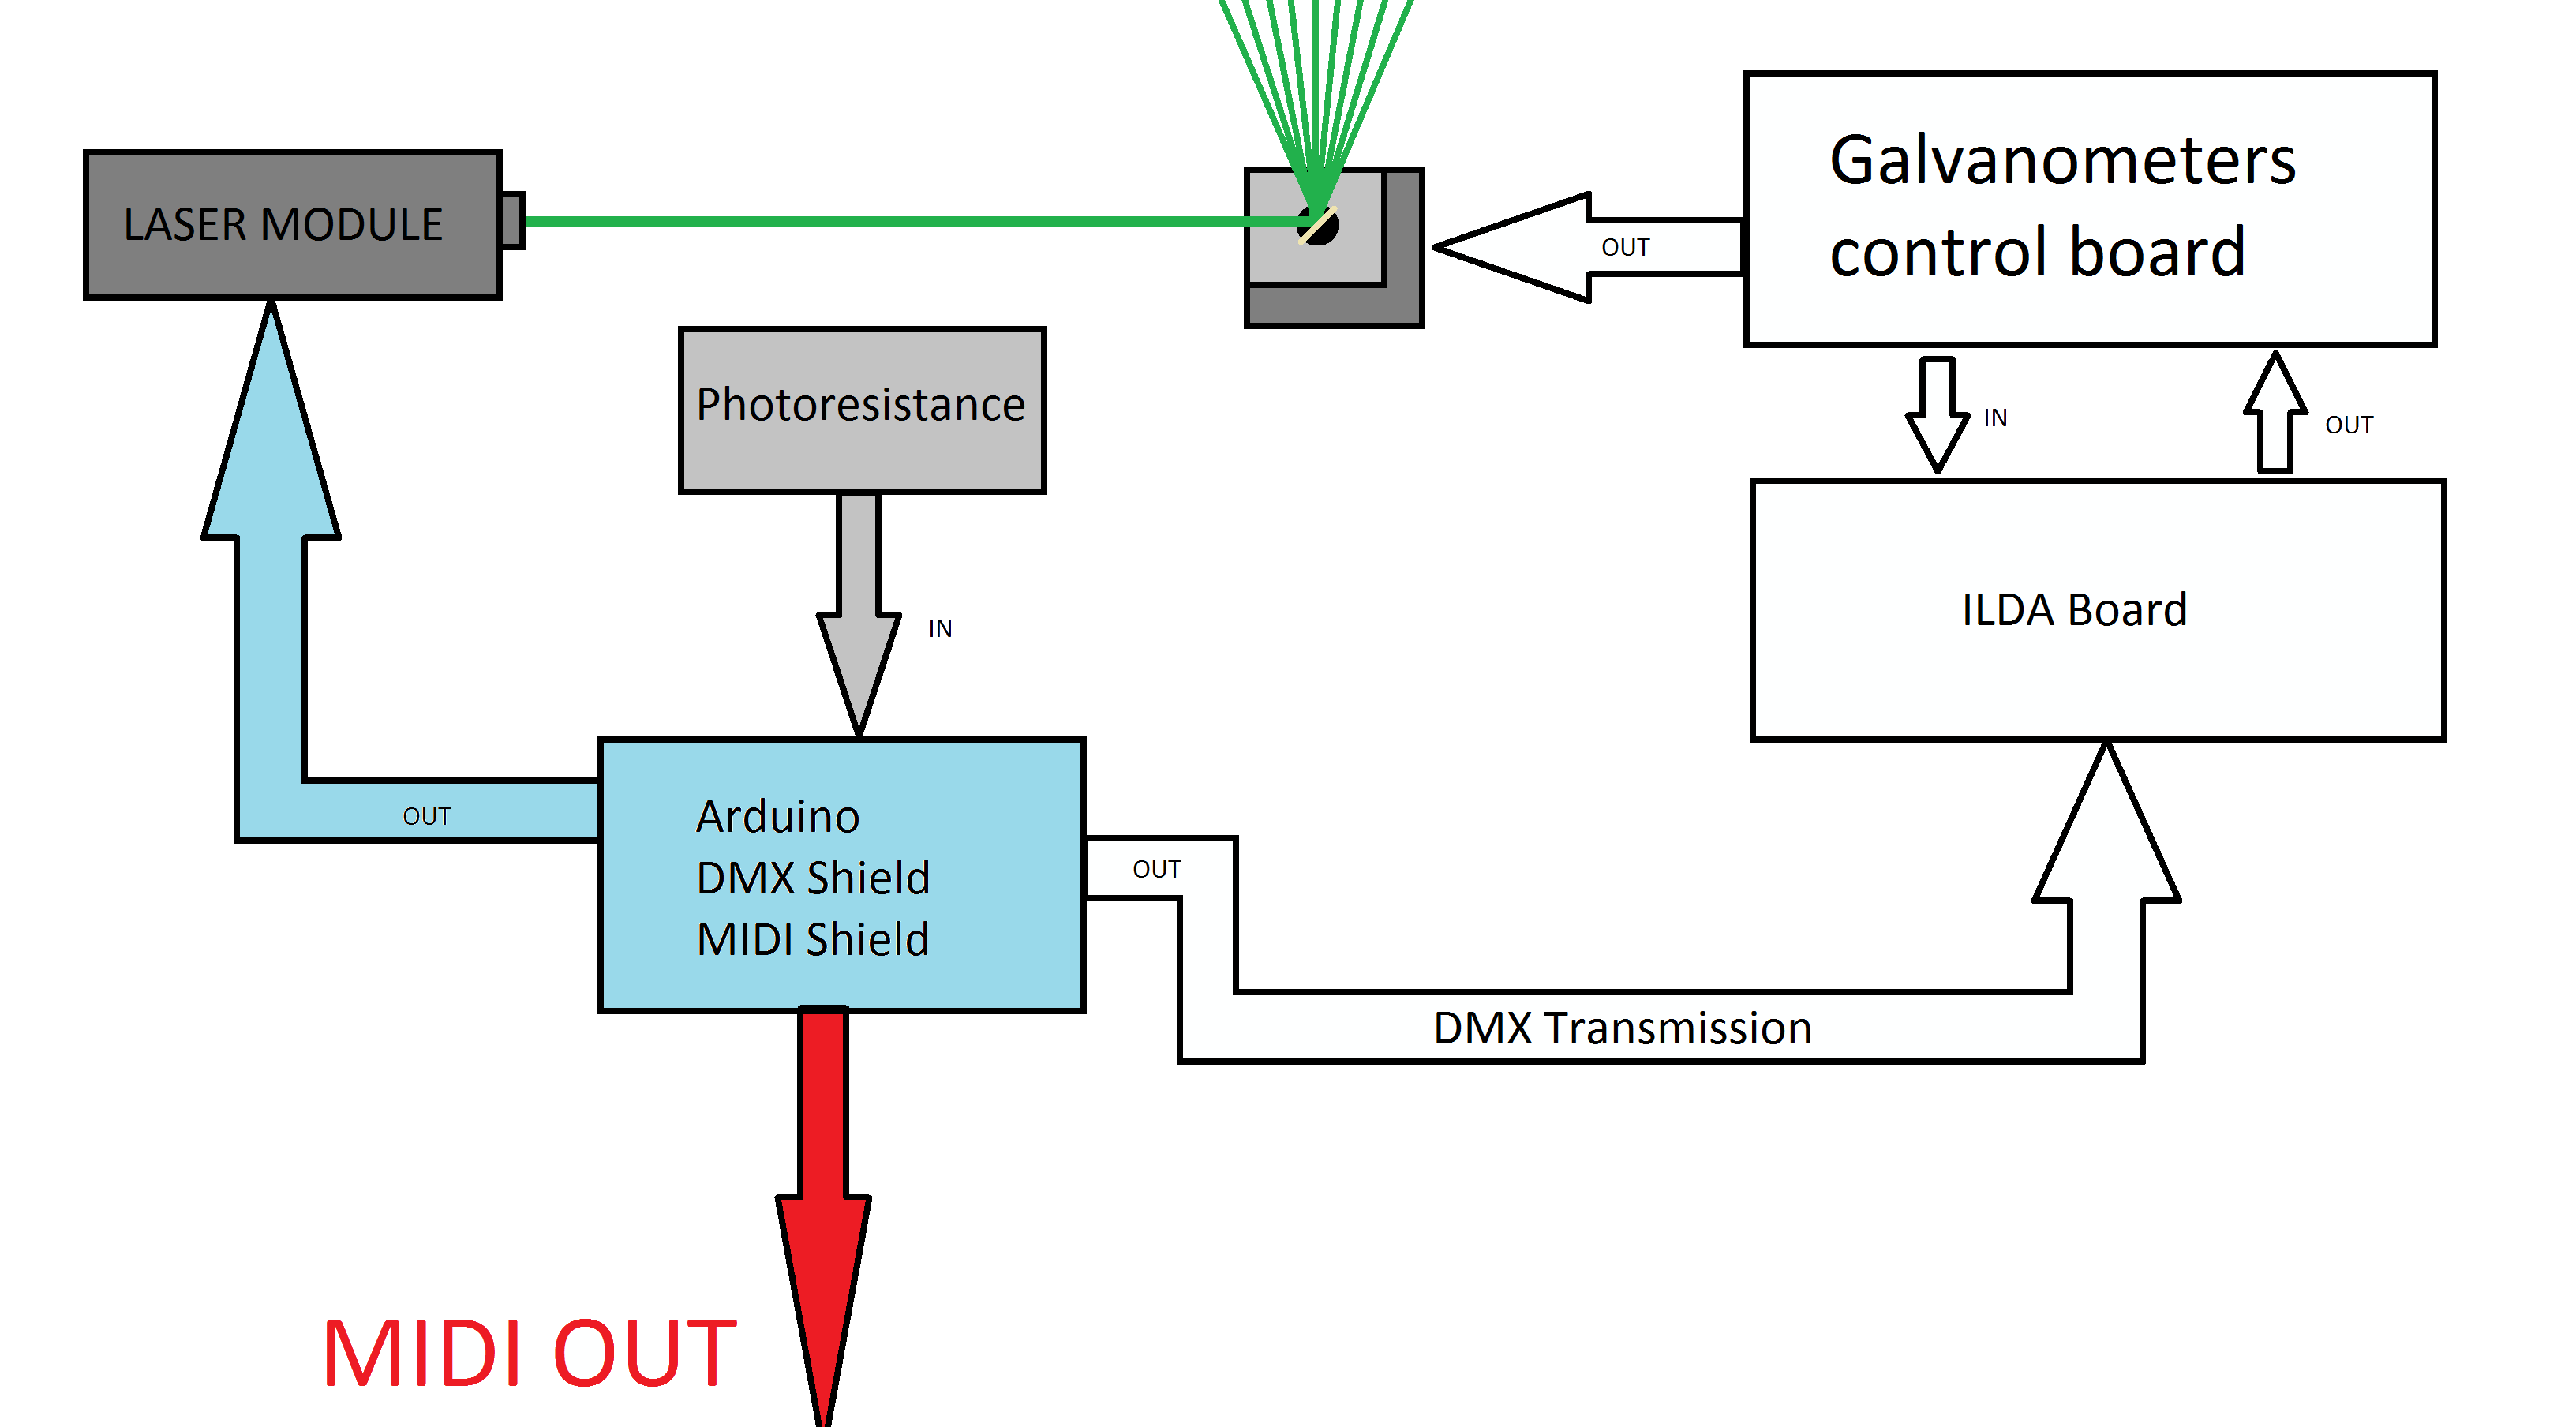 Galvanometers
control board
LASER MODULE
OUT
Photoresistance
IN
OUT
IN
ILDA Board
OUT
Arduino
DMX Shield
MIDI Shield
OUT
DMX Transmission
MIDI OUT